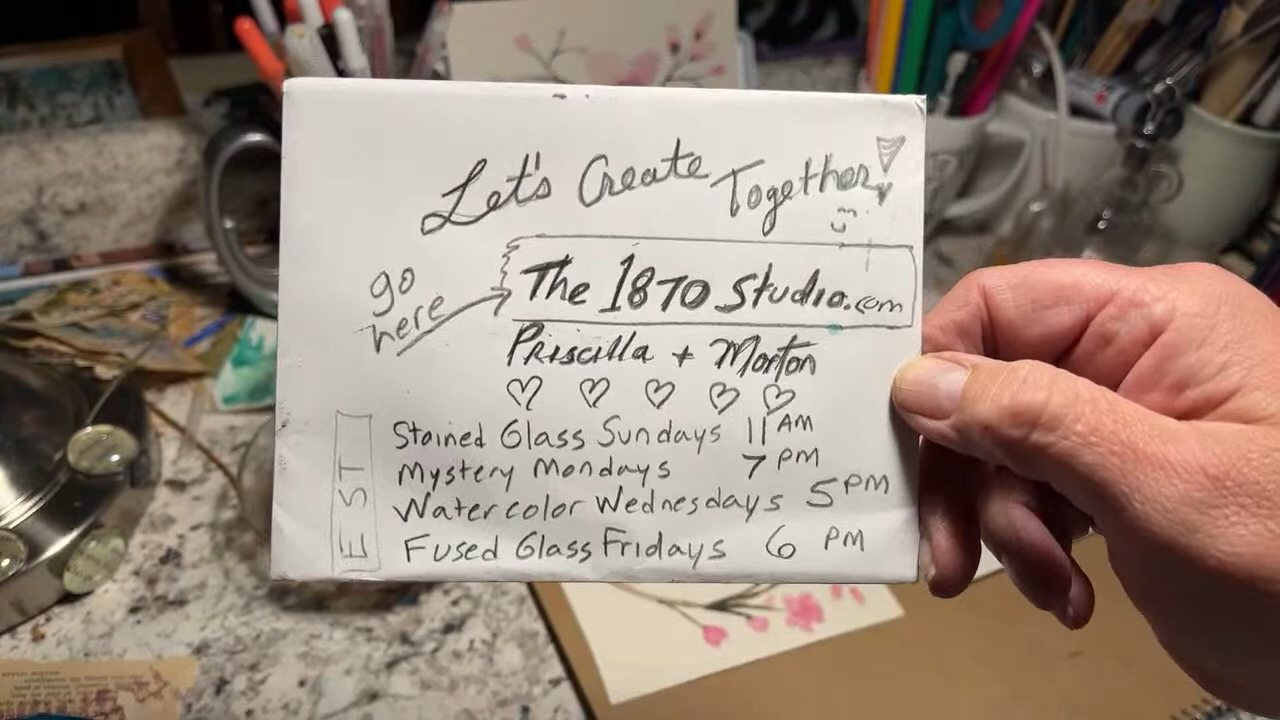 Let's Create Together!
go here
The 1870 Studio.com
Priscilla + Morton
EST
Stained Glass Sundays 11 AM
Mystery Mondays 7 PM
Watercolor Wednesdays 5 PM
Fused Glass Fridays 6 PM